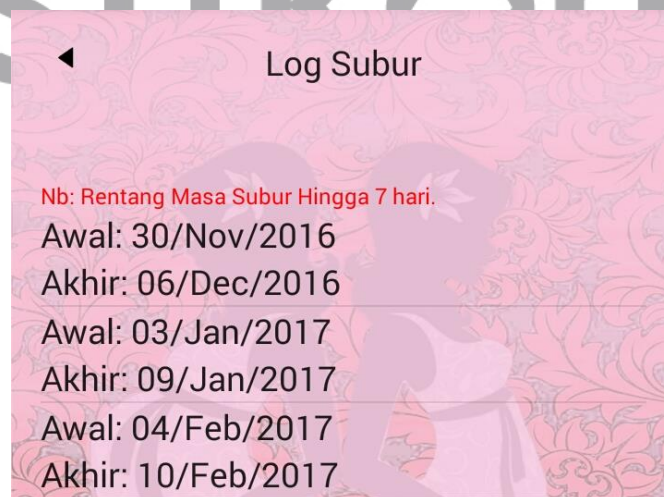 Log Subur
Nb: Rentang Masa Subur Hingga 7 hari.
Awal: 30/Nov/2016
Akhir: 06/Dec/2016
Awal: 03/Jan/2017
Akhir: 09/Jan/2017
Awal: 04/Feb/2017
Akhir: 10/Feb/2017